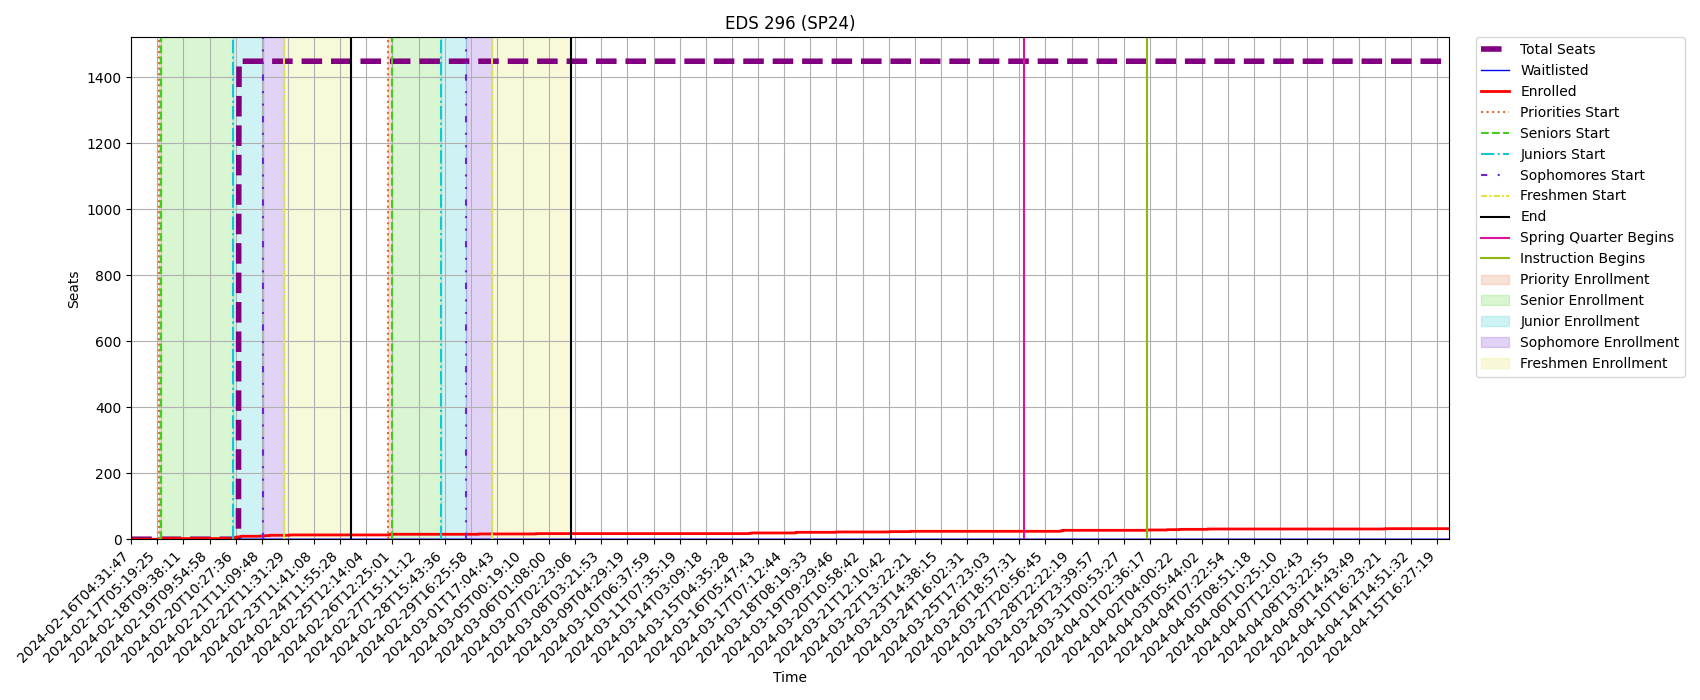 EDS 296 (SP24)
Seats
1400
1200
1000
800
600
400
200
0
2024-02-16T04:31:47
2024-02-17T05:19:25
2024-02-18T09:38:11
2024-02-19T09:54:58
2024-02-20T10:27:36
2024-02-21T11:09:48
2024-02-22T11:31:29
2024-02-23T11:41:08
2024-02-24T11:55:28
2024-02-25T12:14:04
2024-02-26T12:25:01
2024-02-27T15:11:12
2024-02-28T15:43:36
2024-02-29T16:25:58
2024-03-01T17:04:43
2024-03-05T00:19:10
2024-03-06T01:08:00
2024-03-07T02:23:06
2024-03-08T03:21:53
2024-03-09T04:29:19
2024-03-10T06:37:59
2024-03-11T07:35:19
2024-03-14T03:09:18
2024-03-15T04:35:28
2024-03-16T05:47:43
2024-03-17T07:12:44
2024-03-18T08:19:33
2024-03-19T09:29:46
2024-03-20T10:58:42
2024-03-21T12:10:42
2024-03-22T13:22:21
2024-03-23T14:38:15
2024-03-24T16:02:31
2024-03-25T17:23:03
2024-03-26T18:57:31
2024-03-27T20:56:45
2024-03-28T22:22:19
2024-03-29T23:39:57
2024-03-31T00:53:27
2024-04-01T02:36:17
2024-04-02T04:00:22
2024-04-03T05:44:02
2024-04-04T07:22:54
2024-04-05T08:51:18
2024-04-06T10:25:10
2024-04-07T12:02:43
2024-04-08T13:22:55
2024-04-09T14:43:49
2024-04-10T16:23:21
2024-04-14T14:51:32
2024-04-15T16:27:19
Time
Total Seats
Waitlisted
Enrolled
Priorities Start
Seniors Start
Juniors Start
Sophomores Start
Freshmen Start
End
Spring Quarter Begins
Instruction Begins
Priority Enrollment
Senior Enrollment
Junior Enrollment
Sophomore Enrollment
Freshmen Enrollment